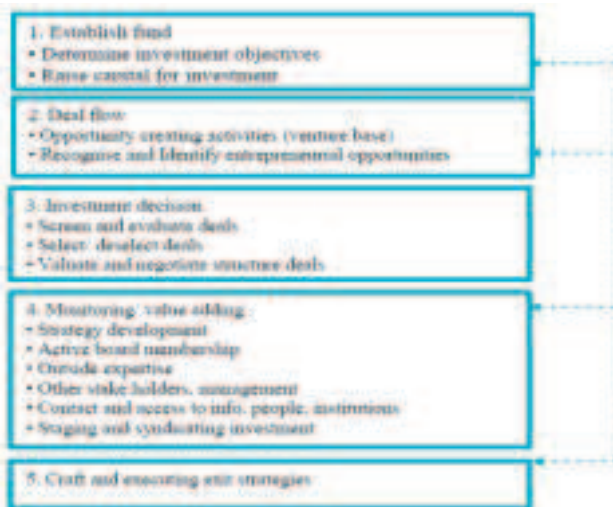 1. Establish fund
• Determine investment objectives
• Raise capital for investment
2. Deal flow
• Opportunity creating activities (venture base)
• Recognise and Identify entrepreneurial opportunities
3. Investment decision
• Screen and evaluate deals
• Select/ deselect deals
• Valuate and negotiate structure deals
4. Monitoring/ value adding
• Strategy development
• Active board membership
• Outside expertise
• Other stake holders, management
• Contact and access to info, people, institutions
• Staging and syndicating investment
5. Craft and executing exit strategies